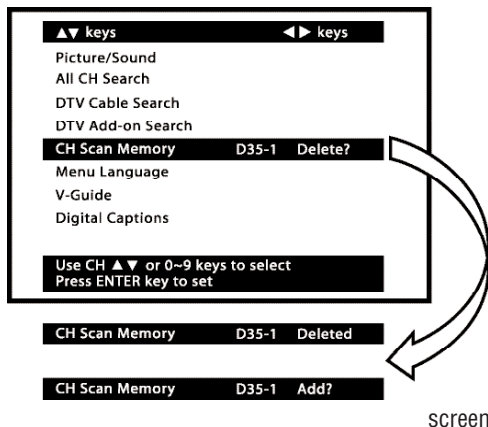 ▲▼ keys ◀▶ keys
Picture/Sound
All CH Search
DTV Cable Search
DTV Add-on Search
CH Scan Memory D35-1 Delete?
Menu Language
V-Guide
Digital Captions
Use CH ▲▼ or 0~9 keys to select
Press ENTER key to set
CH Scan Memory D35-1 Deleted
CH Scan Memory D35-1 Add?
screen